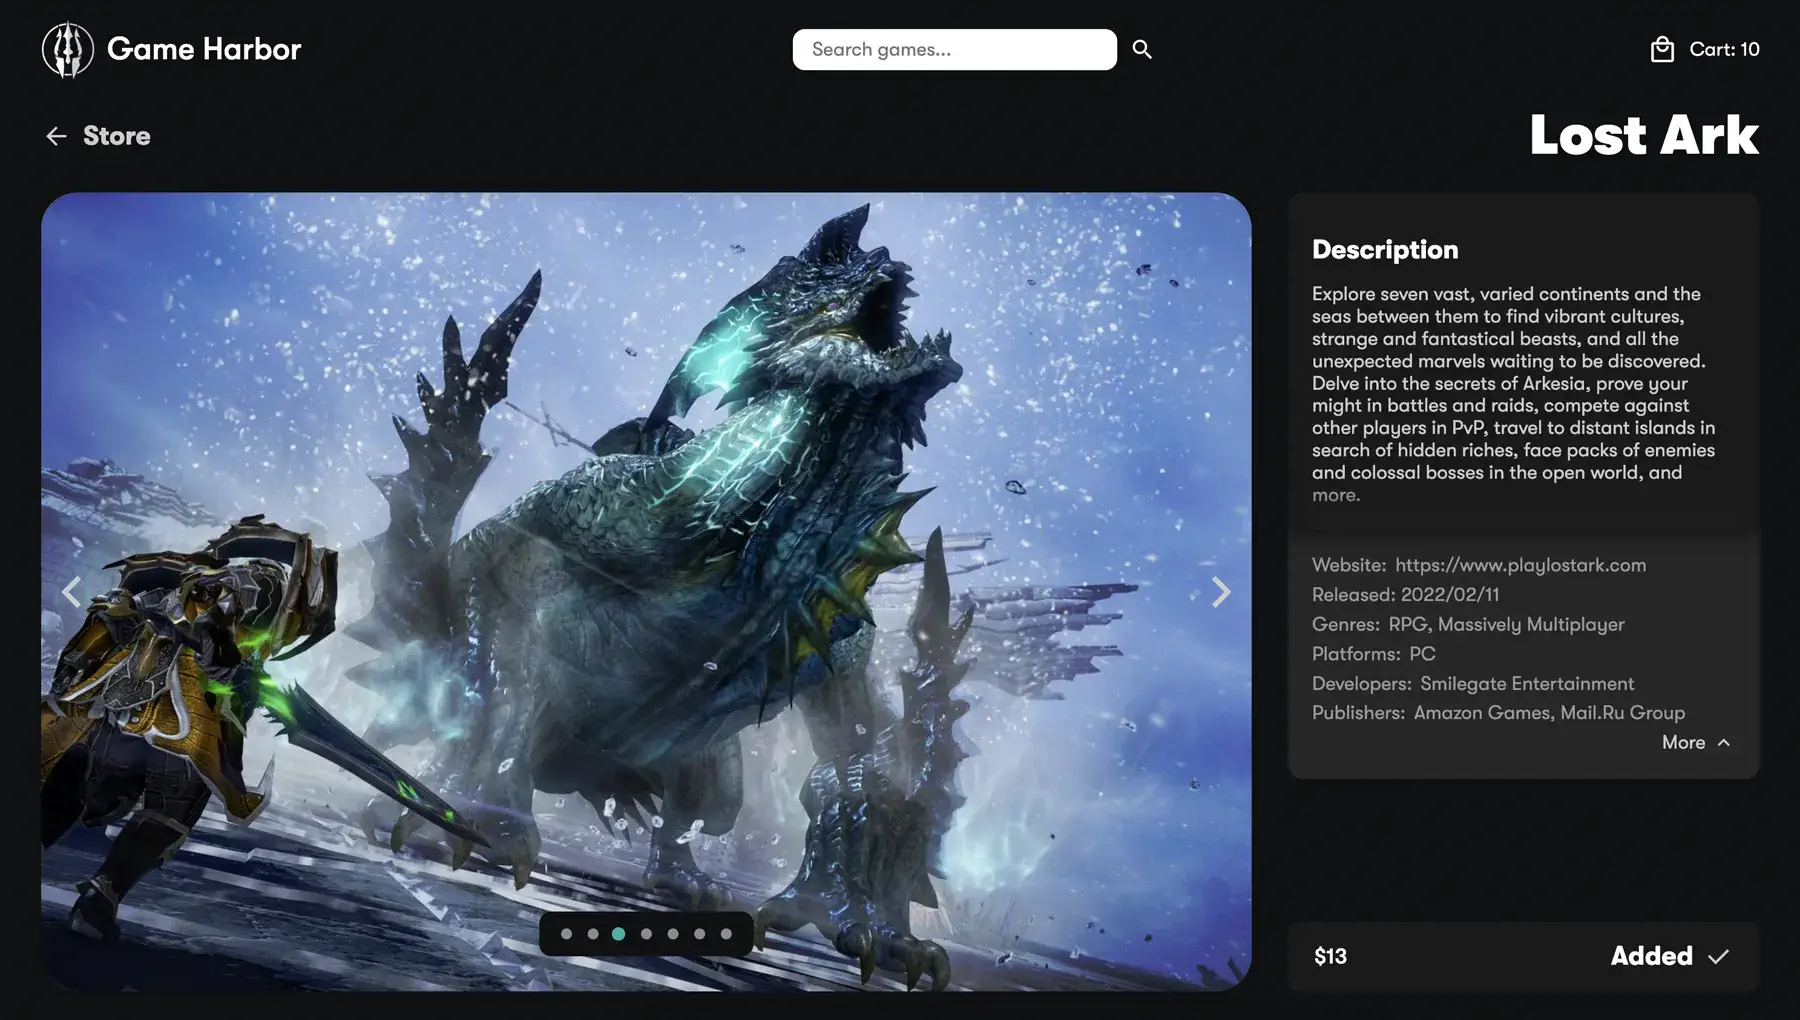 Game Harbor
Search games...
Cart: 10
Store
Lost Ark
Description
Explore seven vast, varied continents and the
seas between them to find vibrant cultures,
strange and fantastical beasts, and all the
unexpected marvels waiting to be discovered.
Delve into the secrets of Arkesia, prove your
might in battles and raids, compete against
other players in PvP, travel to distant islands in
search of hidden riches, face packs of enemies
and colossal bosses in the open world, and
more.
Website: https://www.playlostark.com
Released: 2022/02/11
Genres: RPG, Massively Multiplayer
Platforms: PC
Developers: Smilegate Entertainment
Publishers: Amazon Games, Mail.Ru Group
More
$13
Added